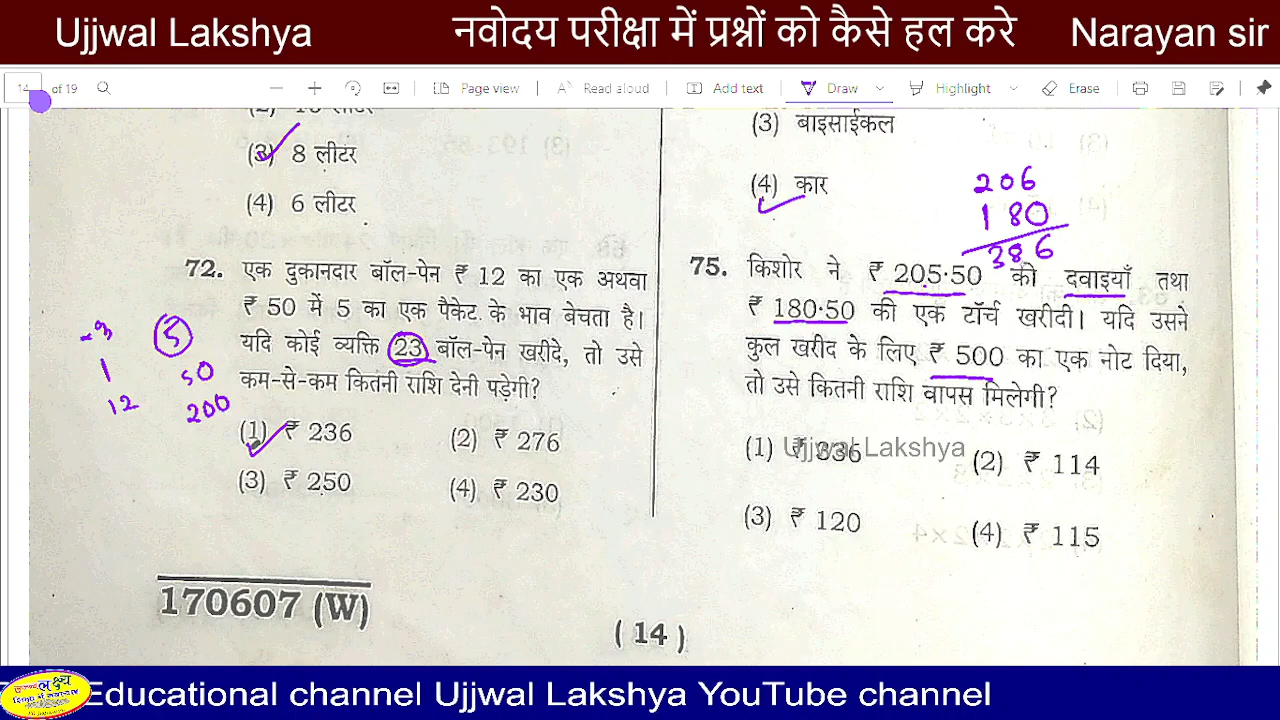 Ujjwal Lakshya नवोदय परीक्षा में प्रश्नों को कैसे हल करे Narayan sir
14 of 19 Page view Read aloud Add text Draw Highlight Erase
(3) 8 लीटर
(4) 6 लीटर
72. एक दुकानदार बॉल-पेन ₹ 12 का एक अथवा
₹ 50 में 5 का एक पैकेट के भाव बेचता है।
यदि कोई व्यक्ति 23 बॉल-पेन खरीदे, तो उसे
कम-से-कम कितनी राशि देनी पड़ेगी?
5
1 50
12 200
(1) ₹ 236 (2) ₹ 276
(3) ₹ 250 (4) ₹ 230
170607 (W)
(3) बाइसाईकल
(4) कार
206
180
386
75. किशोर ने ₹ 205·50 की दवाइयाँ तथा
₹ 180·50 की एक टॉर्च खरीदी। यदि उसने
कुल खरीद के लिए ₹ 500 का एक नोट दिया,
तो उसे कितनी राशि वापस मिलेगी?
Ujjwal Lakshya
(1) ₹ 336 (2) ₹ 114
(3) ₹ 120 (4) ₹ 115
( 14 )
Educational channel Ujjwal Lakshya YouTube channel